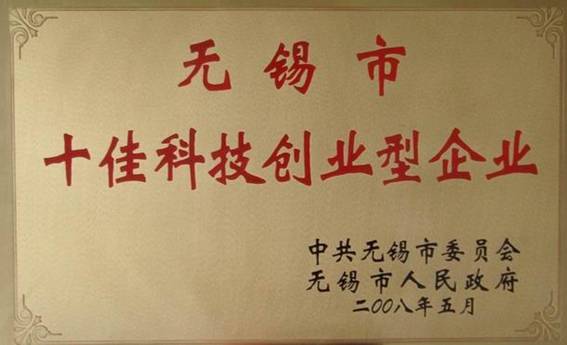 无锡市
十佳科技创业型企业
中共无锡市委员会
无锡市人民政府
二00八年五月